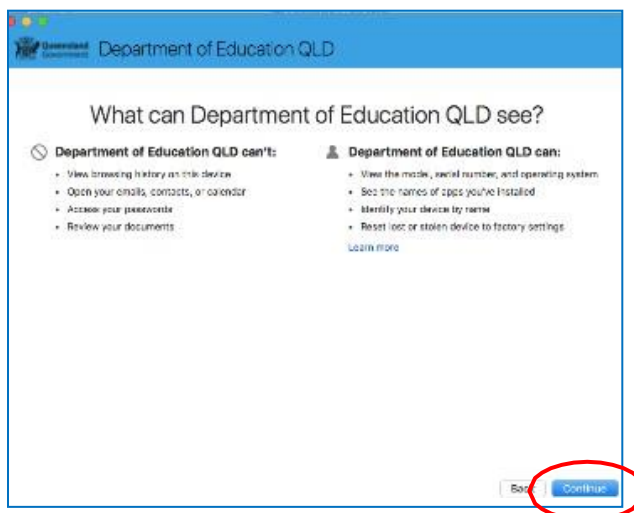 Queensland
Government
Department of Education QLD
What can Department of Education QLD see?
Department of Education QLD can't:
• View browsing history on this device
• Open your emails, contacts, or calendar
• Access your passwords
• Review your documents
Department of Education QLD can:
• View the model, serial number, and operating system
• See the names of apps you've installed
• Identify your device by name
• Reset lost or stolen device to factory settings
Learn more
Back
Continue